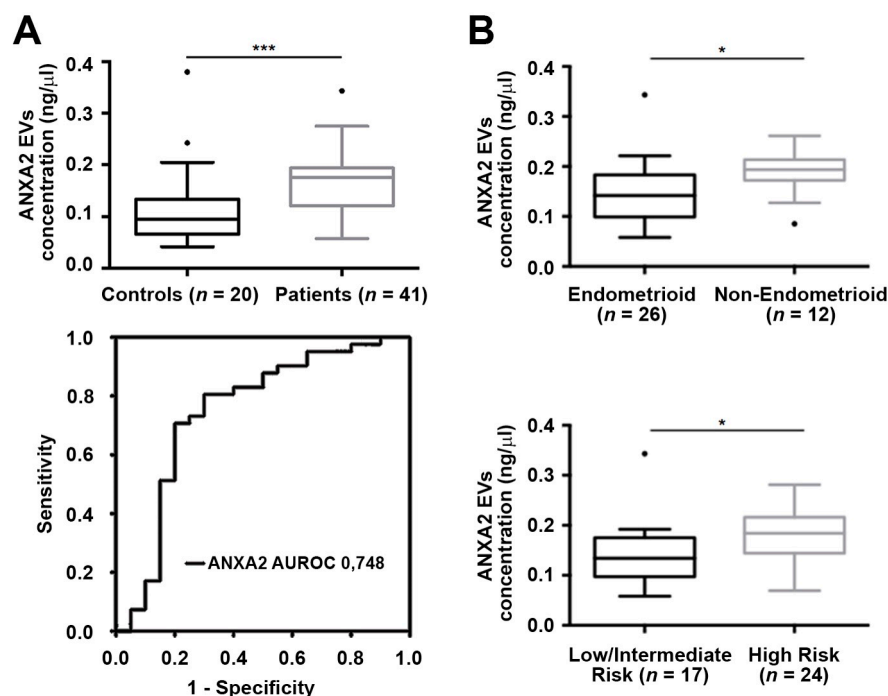 A
***
ANXA2 EVs
concentration (ng/µl)
0.4
0.3
0.2
0.1
0.0
Controls (n = 20)
Patients (n = 41)
1.0
0.8
0.6
0.4
0.2
0.0
Sensitivity
ANXA2 AUROC 0,748
0.0 0.2 0.4 0.6 0.8 1.0
1 - Specificity
B
*
ANXA2 EVs
concentration (ng/µl)
0.4
0.3
0.2
0.1
0.0
Endometrioid
(n = 26)
Non-Endometrioid
(n = 12)
*
ANXA2 EVs
concentration (ng/µl)
0.4
0.3
0.2
0.1
0.0
Low/Intermediate
Risk (n = 17)
High Risk
(n = 24)